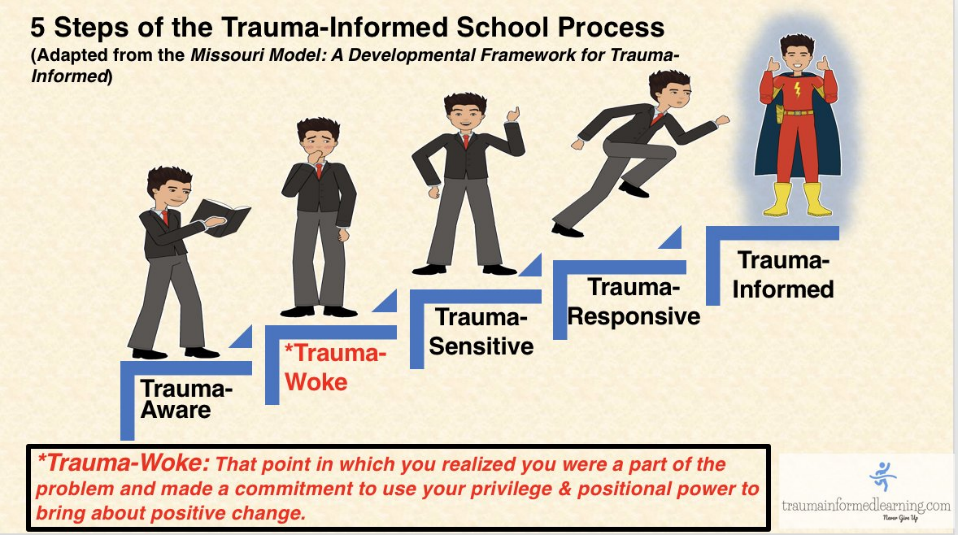 5 Steps of the Trauma-Informed School Process
(Adapted from the Missouri Model: A Developmental Framework for Trauma-
Informed)
Trauma-
Aware
*Trauma-
Woke
Trauma-
Sensitive
Trauma-
Responsive
Trauma-
Informed
*Trauma-Woke: That point in which you realized you were a part of the
problem and made a commitment to use your privilege & positional power to
bring about positive change.
traumainformedlearning.com
Never Give Up